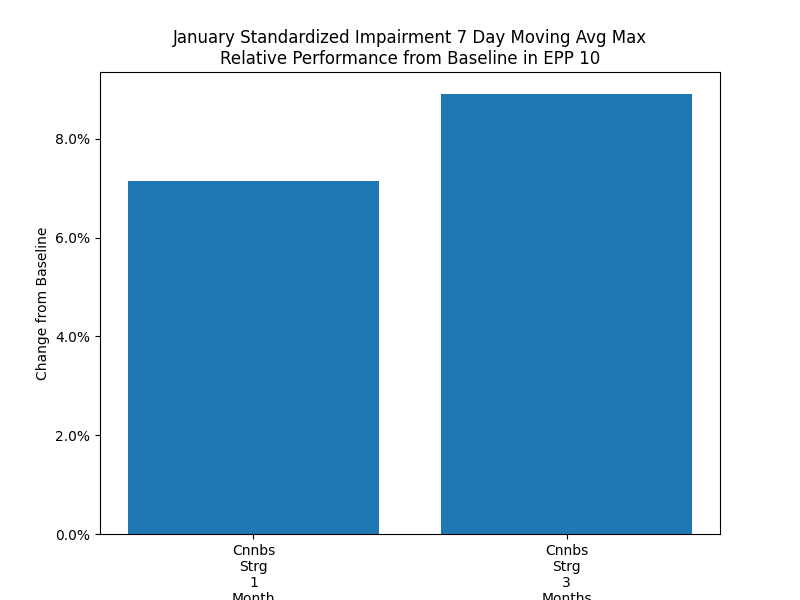 January Standardized Impairment 7 Day Moving Avg Max
Relative Performance from Baseline in EPP 10
Change from Baseline
8.0%
6.0%
4.0%
2.0%
0.0%
Cnnbs
Strg
1
Month
Cnnbs
Strg
3
Months